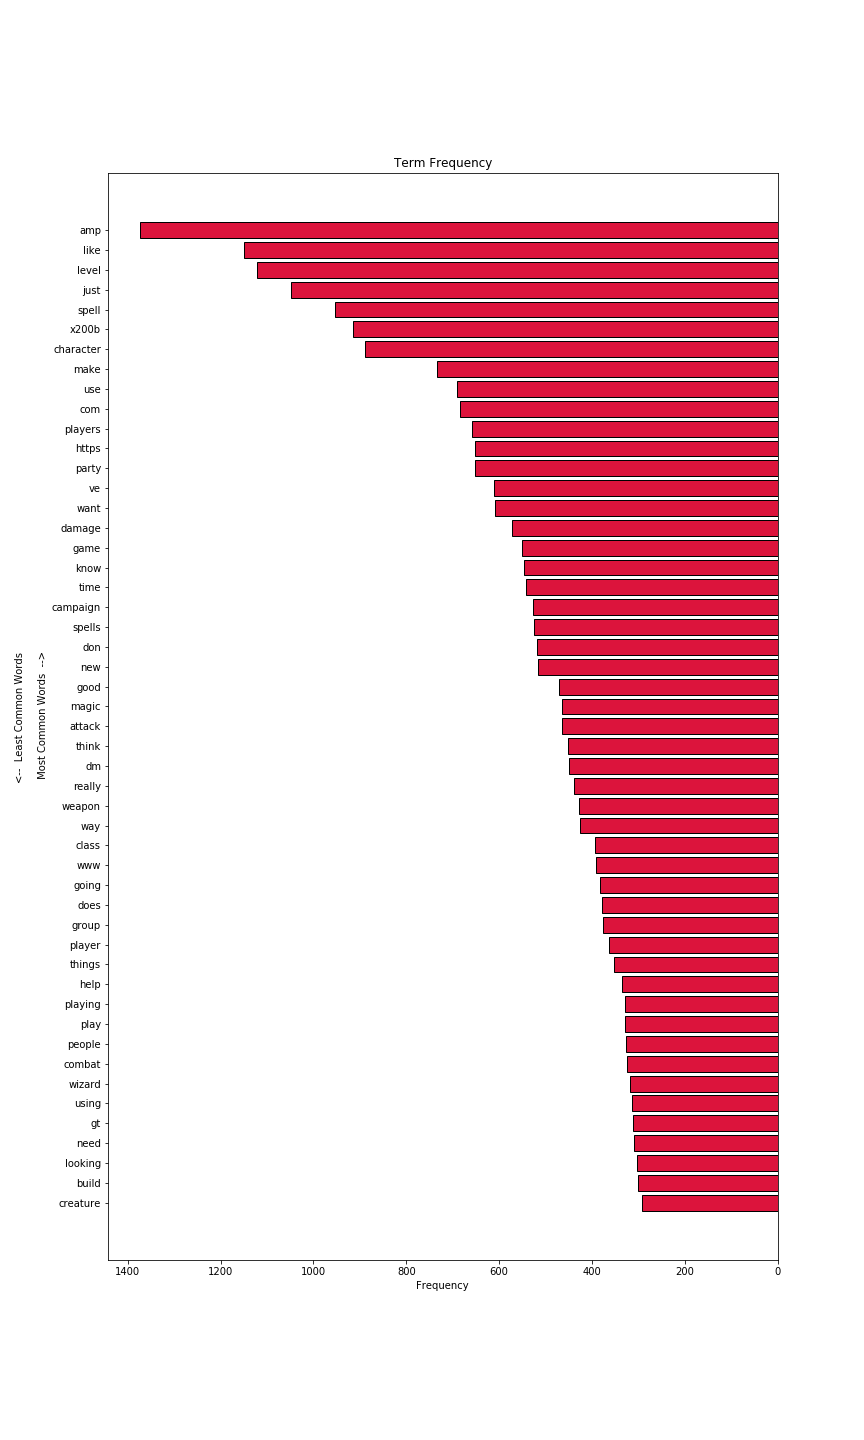 Term Frequency
amp
like
level
just
spell
x200b
character
make
use
com
players
https
party
ve
want
damage
game
know
time
campaign
spells
don
new
good
magic
attack
think
dm
really
weapon
way
class
www
going
does
group
player
things
help
playing
play
people
combat
wizard
using
gt
need
looking
build
creature
<-- Least Common Words
Most Common Words -->
1400 1200 1000 800 600 400 200 0
Frequency